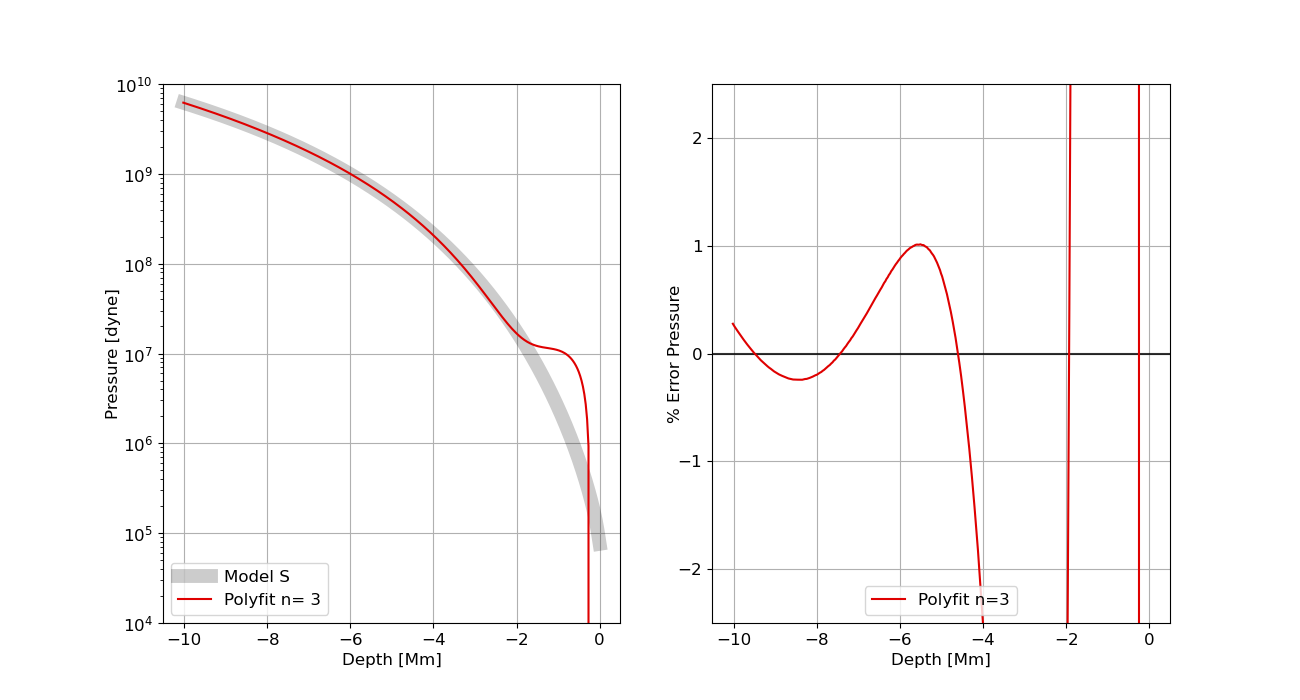 10^10
10^9
10^8
10^7
10^6
10^5
10^4
Pressure [dyne]
Model S
Polyfit n= 3
−10 −8 −6 −4 −2 0
Depth [Mm]
2
1
0
−1
−2
% Error Pressure
Polyfit n=3
−10 −8 −6 −4 −2 0
Depth [Mm]